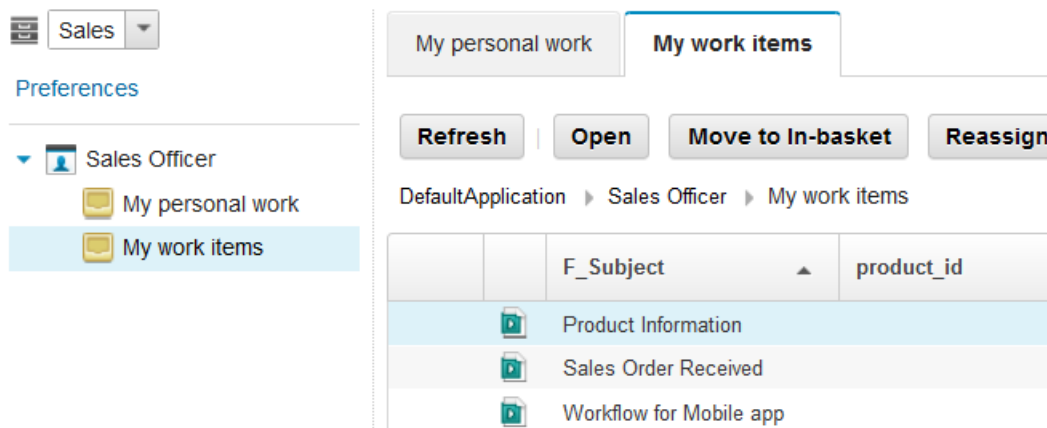 Sales
Preferences
Sales Officer
My personal work
My work items
My personal work
My work items
Refresh
Open
Move to In-basket
Reassign
DefaultApplication
Sales Officer
My work items
F_Subject
product_id
Product Information
Sales Order Received
Workflow for Mobile app